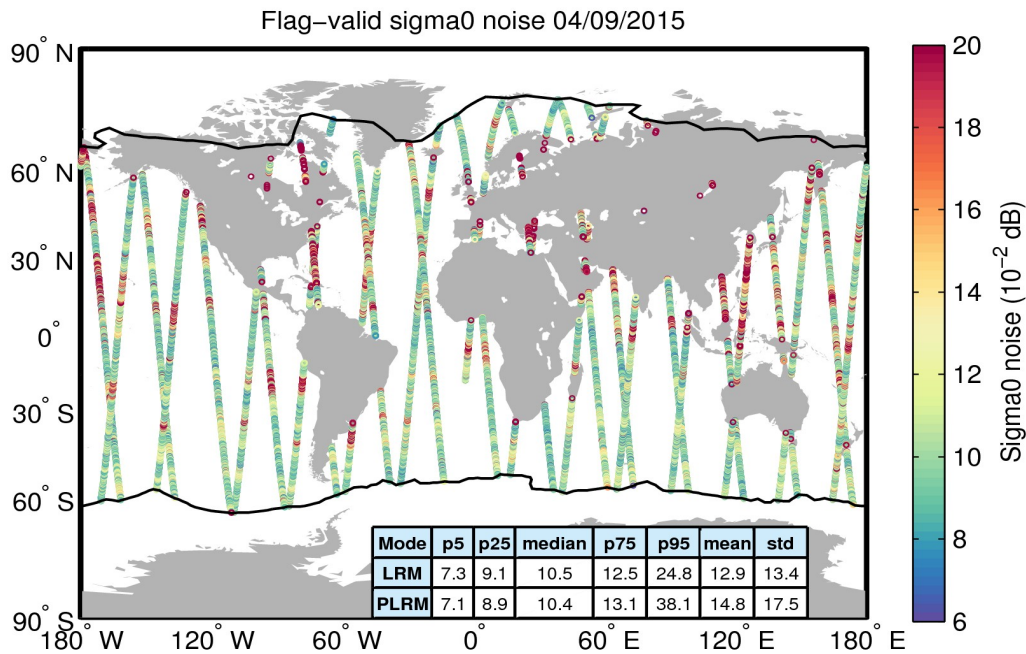 Flag−valid sigma0 noise 04/09/2015
90° N
60° N
30° N
0°
30° S
60° S
90° S
180° W 120° W 60° W 0° 60° E 120° E 180° E
Mode p5 p25 median p75 p95 mean std
LRM 7.3 9.1 10.5 12.5 24.8 12.9 13.4
PLRM 7.1 8.9 10.4 13.1 38.1 14.8 17.5
20
18
16
14
12
10
8
6
Sigma0 noise (10⁻² dB)